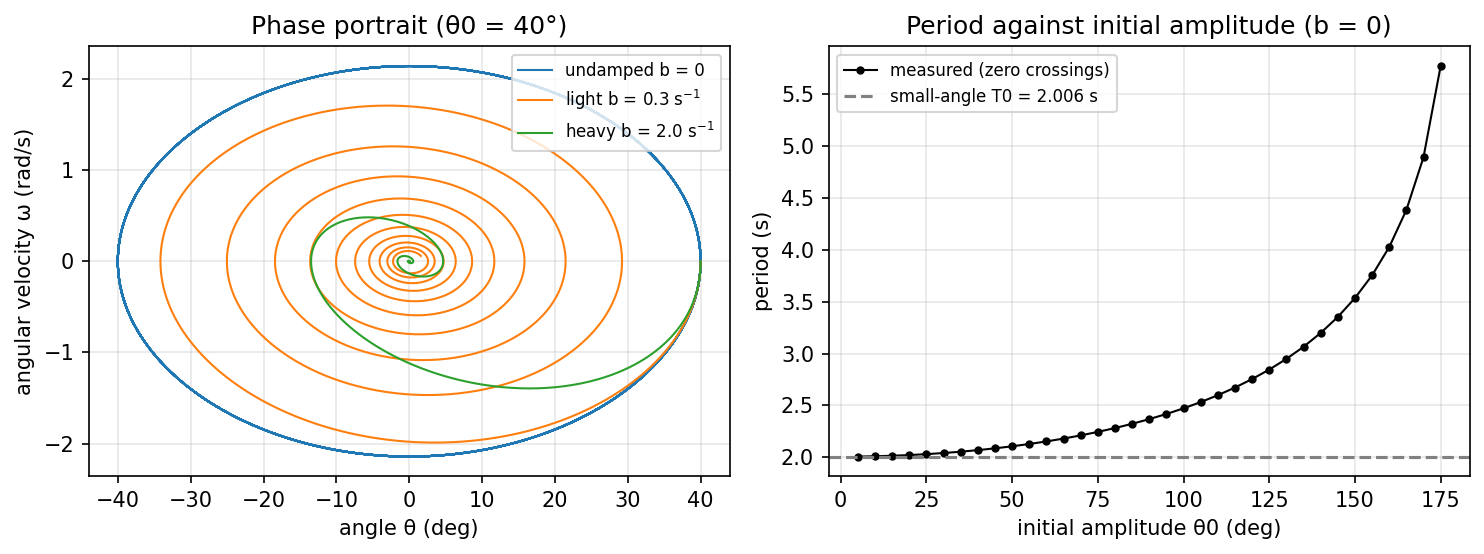 Phase portrait (θ0 = 40°)
undamped b = 0
light b = 0.3 s⁻¹
heavy b = 2.0 s⁻¹
angular velocity ω (rad/s)
2
1
0
−1
−2
−40 −30 −20 −10 0 10 20 30 40
angle θ (deg)
Period against initial amplitude (b = 0)
measured (zero crossings)
small-angle T0 = 2.006 s
period (s)
5.5
5.0
4.5
4.0
3.5
3.0
2.5
2.0
0 25 50 75 100 125 150 175
initial amplitude θ0 (deg)